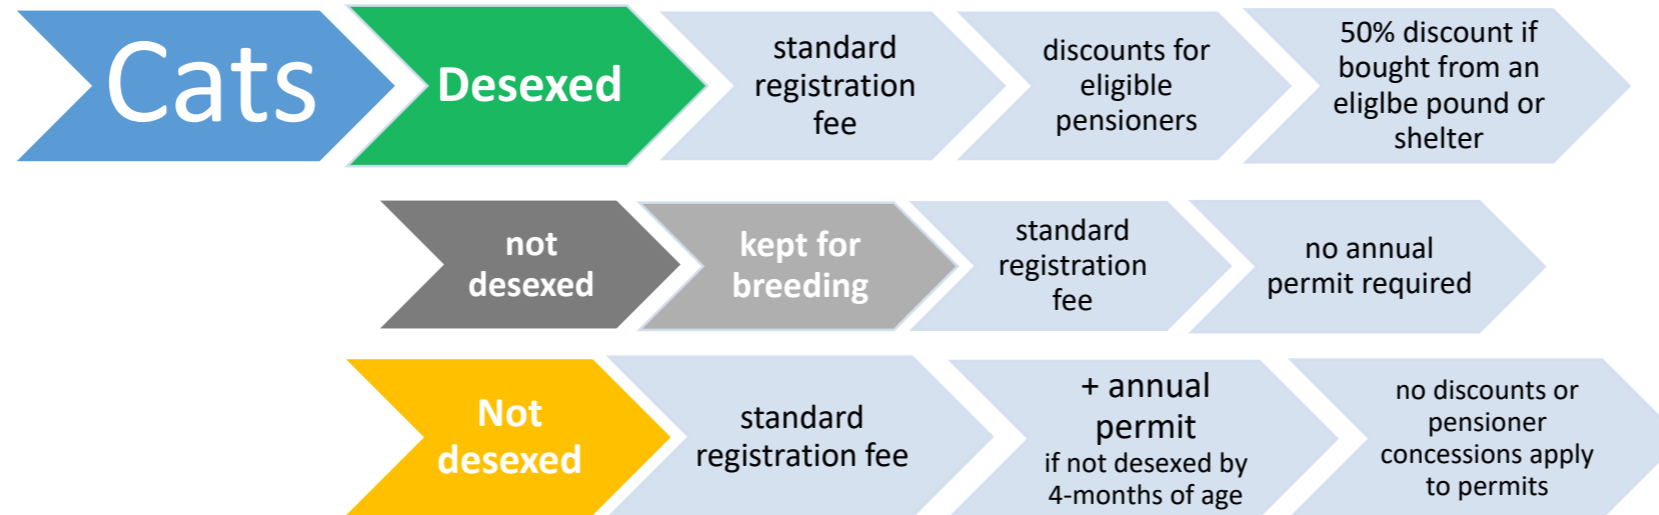 Cats
Desexed
standard
registration
fee
discounts for
eligible
pensioners
50% discount if
bought from an
eliglbe pound or
shelter
not
desexed
kept for
breeding
standard
registration
fee
no annual
permit required
Not
desexed
standard
registration fee
+ annual
permit
if not desexed by
4-months of age
no discounts or
pensioner
concessions apply
to permits